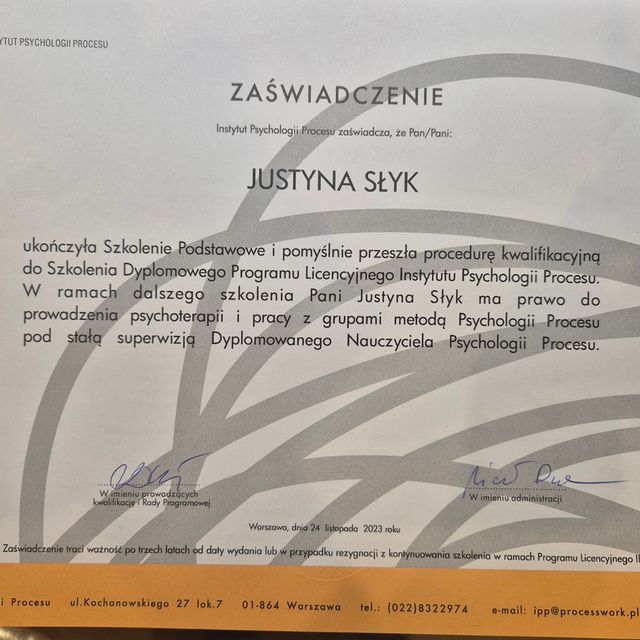 TUT PSYCHOLOGII PROCESU
ZAŚWIADCZENIE
Instytut Psychologii Procesu zaświadcza, że Pan/Pani:
JUSTYNA SŁYK
ukończyła Szkolenie Podstawowe i pomyślnie przeszła procedurę kwalifikacyjną
do Szkolenia Dyplomowego Programu Licencyjnego Instytutu Psychologii Procesu.
W ramach dalszego szkolenia Pani Justyna Słyk ma prawo do
prowadzenia psychoterapii i pracy z grupami metodą Psychologii Procesu
pod stałą superwizją Dyplomowanego Nauczyciela Psychologii Procesu.
W imieniu prowadzących
kwalifikację i Rady Programowej
W imieniu administracji
Warszawa, dnia 24 listopada 2023 roku
Zaświadczenie traci ważność po trzech latach od daty wydania lub w przypadku rezygnacji z kontynuowania szkolenia w ramach Programu Licencyjnego
i Procesu ul.Kochanowskiego 27 lok.7 01-864 Warszawa tel.: (022)8322974 e-mail: ipp@processwork.pl